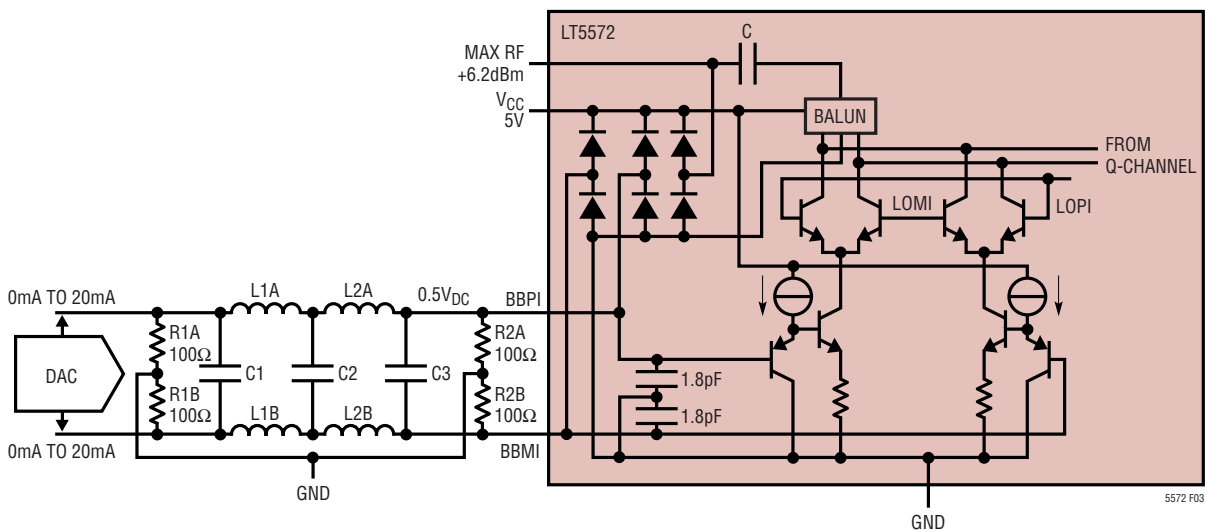 LT5572
C
MAX RF
+6.2dBm
VCC
5V
BALUN
FROM
Q-CHANNEL
LOMI
LOPI
0mA TO 20mA
L1A
L2A
0.5VDC
BBPI
R1A
100Ω
R2A
100Ω
DAC
C1
C2
C3
1.8pF
R1B
100Ω
R2B
100Ω
1.8pF
L1B
L2B
0mA TO 20mA
BBMI
GND
GND
5572 F03